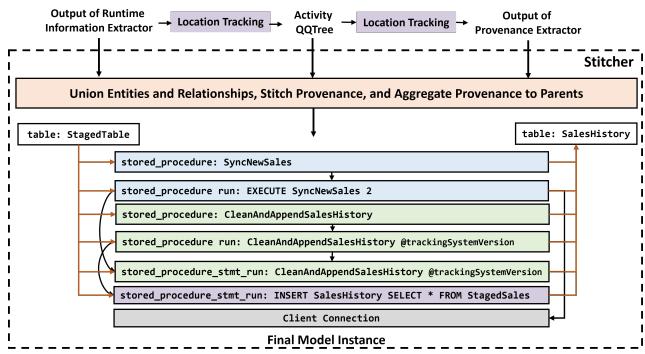 Output of Runtime
Information Extractor
Location Tracking
Activity
QQTree
Location Tracking
Output of
Provenance Extractor
Stitcher
Union Entities and Relationships, Stitch Provenance, and Aggregate Provenance to Parents
table: StagedTable
table: SalesHistory
stored_procedure: SyncNewSales
stored_procedure run: EXECUTE SyncNewSales 2
stored_procedure: CleanAndAppendSalesHistory
stored_procedure run: CleanAndAppendSalesHistory @trackingSystemVersion
stored_procedure_stmt_run: CleanAndAppendSalesHistory @trackingSystemVersion
stored_procedure_stmt_run: INSERT SalesHistory SELECT * FROM StagedSales
Client Connection
Final Model Instance